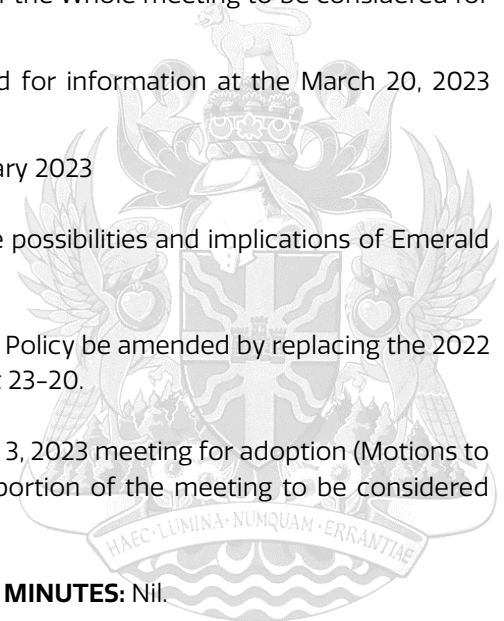 r the Whole meeting to be considered for
d for information at the March 20, 2023
ary 2023
e possibilities and implications of Emerald
Policy be amended by replacing the 2022
t 23-20.
3, 2023 meeting for adoption (Motions to
portion of the meeting to be considered
HAEC·LUMINA·NUMQUAM·ERRANTIAE
MINUTES: Nil.